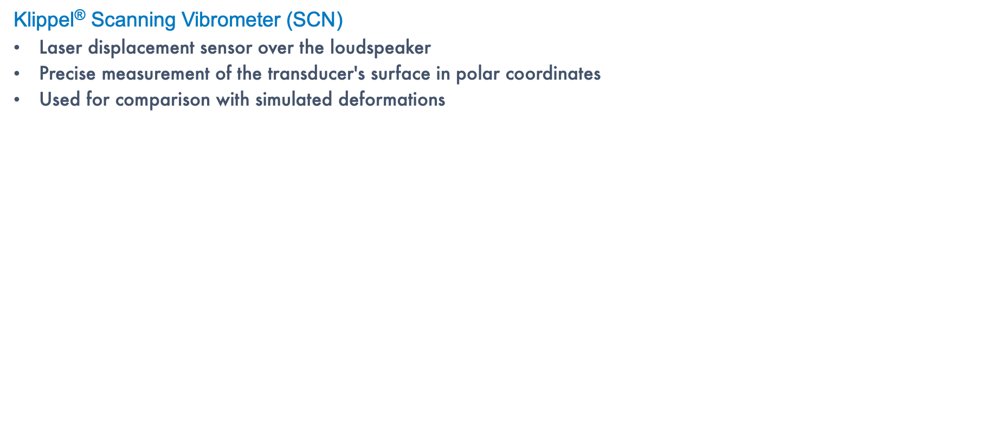 Klippel® Scanning Vibrometer (SCN)
• Laser displacement sensor over the loudspeaker
• Precise measurement of the transducer's surface in polar coordinates
• Used for comparison with simulated deformations